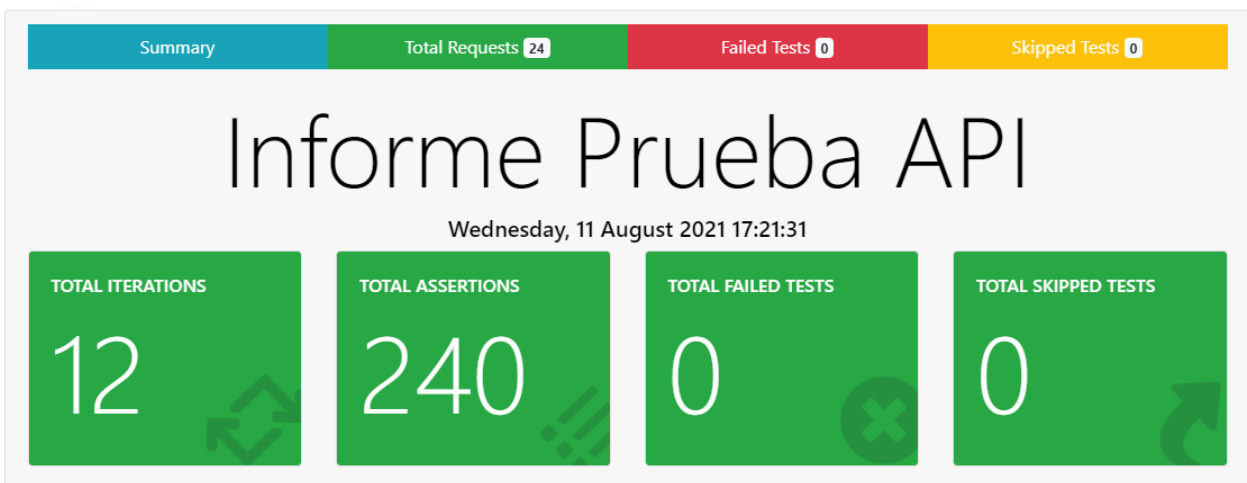 Summary
Total Requests 24
Failed Tests 0
Skipped Tests 0
Informe Prueba API
Wednesday, 11 August 2021 17:21:31
TOTAL ITERATIONS
12
TOTAL ASSERTIONS
240
TOTAL FAILED TESTS
0
TOTAL SKIPPED TESTS
0